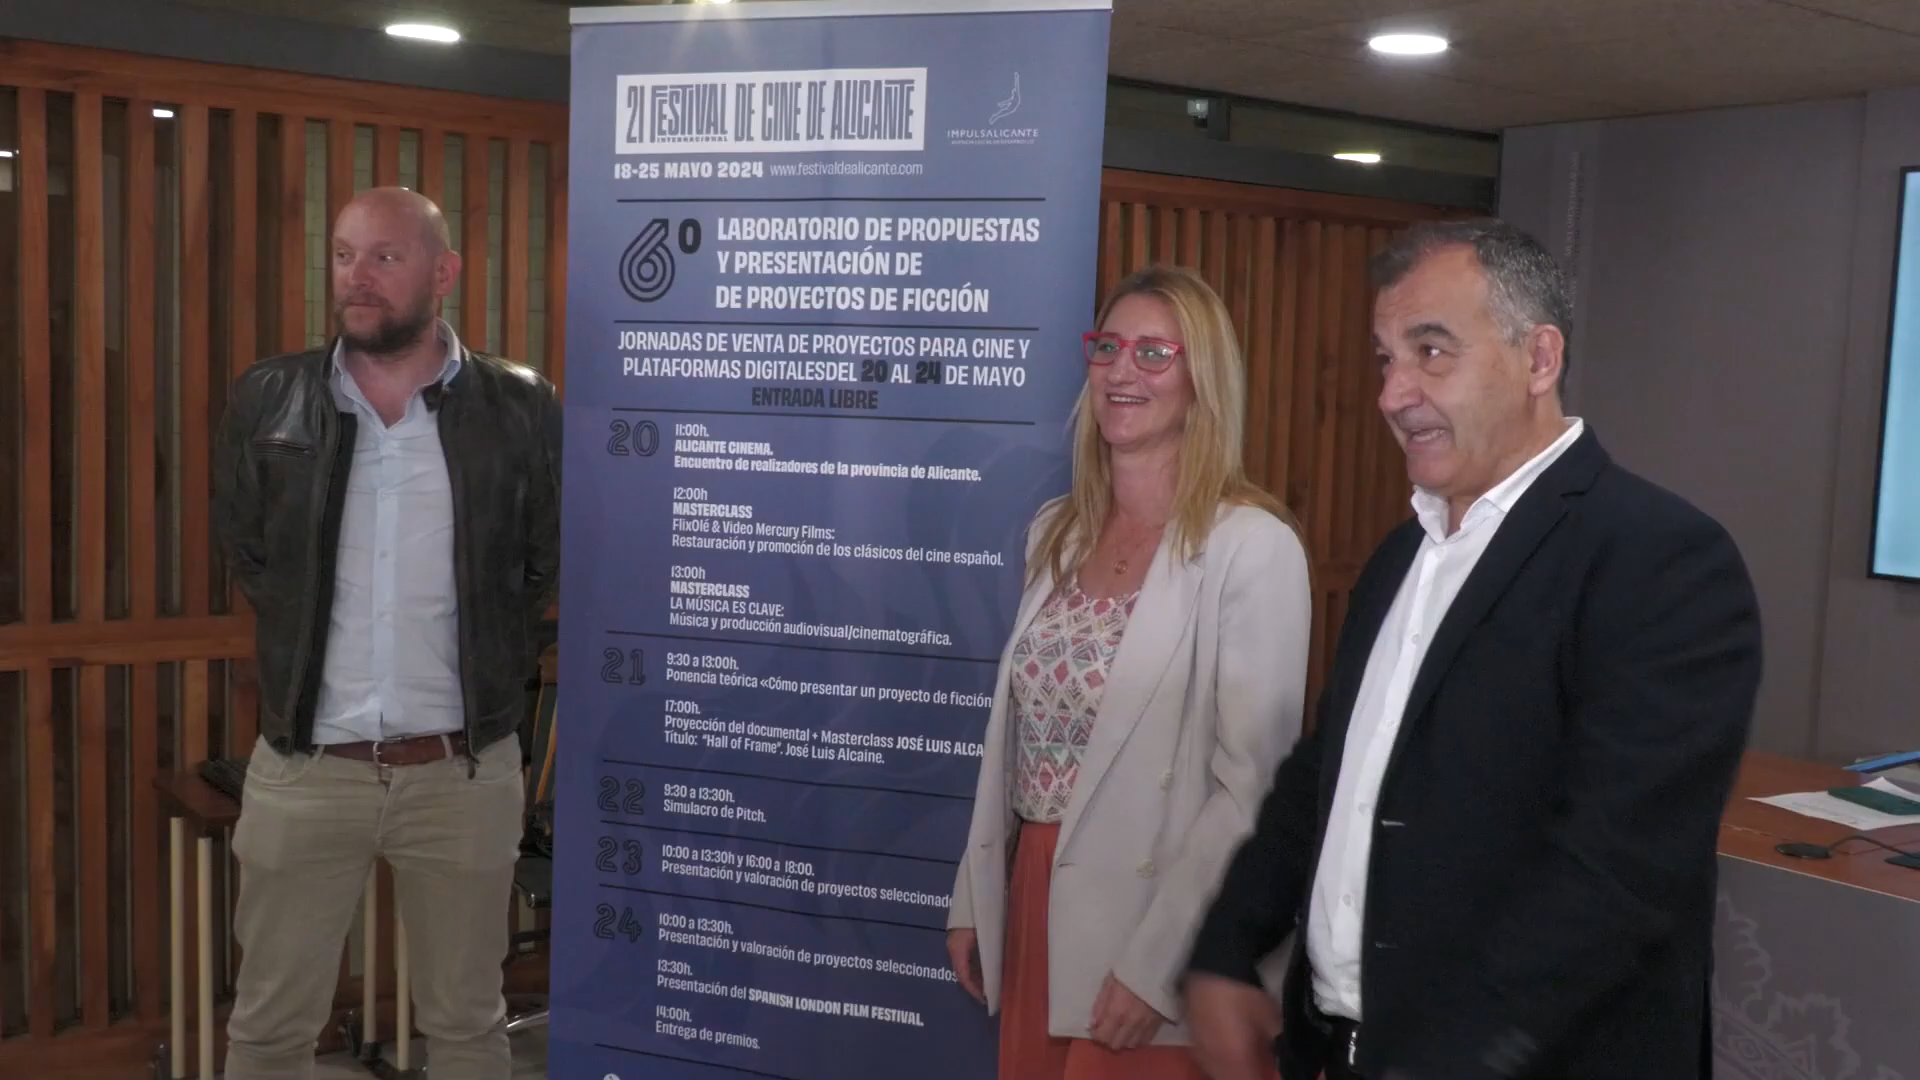 21 FESTIVAL DE CINE DE ALICANTE
INTERNACIONAL
IMPULSALICANTE
18-25 MAYO 2024 www.festivaldealicante.com
6º LABORATORIO DE PROPUESTAS
Y PRESENTACIÓN DE
DE PROYECTOS DE FICCIÓN
JORNADAS DE VENTA DE PROYECTOS PARA CINE Y
PLATAFORMAS DIGITALESDEL 20 AL 24 DE MAYO
ENTRADA LIBRE
20
11:00h.
ALICANTE CINEMA.
Encuentro de realizadores de la provincia de Alicante.
12:00h
MASTERCLASS
FlixOlé & Video Mercury Films:
Restauración y promoción de los clásicos del cine español.
13:00h
MASTERCLASS
LA MÚSICA ES CLAVE:
Música y producción audiovisual/cinematográfica.
21
9:30 a 13:00h.
Ponencia teórica «Cómo presentar un proyecto de ficción
17:00h.
Proyección del documental + Masterclass JOSÉ LUIS ALCA
Título: "Hall of Frame". José Luis Alcaine.
22
9:30 a 13:30h.
Simulacro de Pitch.
23
10:00 a 13:30h y 16:00 a 18:00.
Presentación y valoración de proyectos seleccionado
24
10:00 a 13:30h.
Presentación y valoración de proyectos seleccionados
13:30h.
Presentación del SPANISH LONDON FILM FESTIVAL.
14:00h.
Entrega de premios.